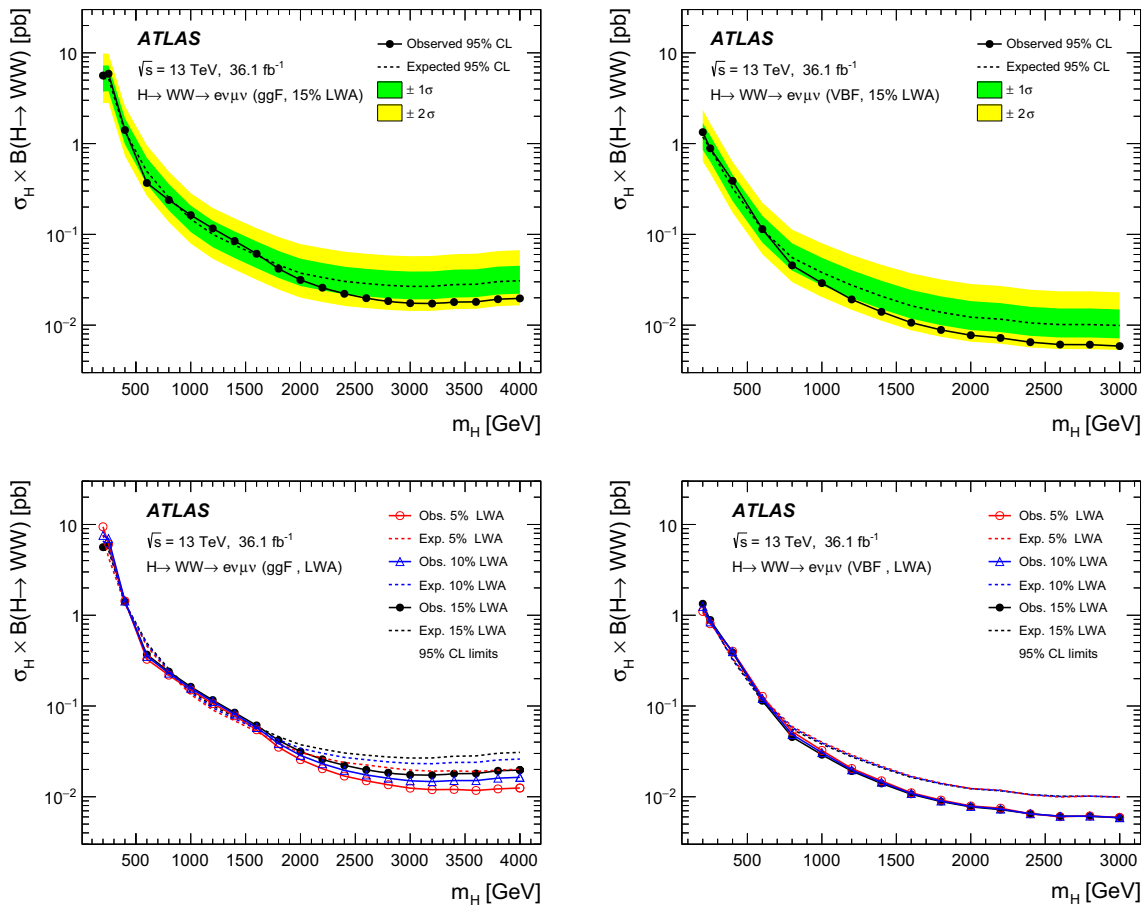 σH × B(H→ WW) [pb]
10
1
10⁻¹
10⁻²
ATLAS
√s = 13 TeV, 36.1 fb⁻¹
H→ WW→ eνμν (ggF, 15% LWA)
Observed 95% CL
Expected 95% CL
± 1σ
± 2σ
500 1000 1500 2000 2500 3000 3500 4000
mH [GeV]
σH × B(H→ WW) [pb]
10
1
10⁻¹
10⁻²
ATLAS
√s = 13 TeV, 36.1 fb⁻¹
H→ WW→ eνμν (VBF, 15% LWA)
Observed 95% CL
Expected 95% CL
± 1σ
± 2σ
500 1000 1500 2000 2500 3000
mH [GeV]
σH × B(H→ WW) [pb]
10
1
10⁻¹
10⁻²
ATLAS
√s = 13 TeV, 36.1 fb⁻¹
H→ WW→ eνμν (ggF , LWA)
Obs. 5% LWA
Exp. 5% LWA
Obs. 10% LWA
Exp. 10% LWA
Obs. 15% LWA
Exp. 15% LWA
95% CL limits
500 1000 1500 2000 2500 3000 3500 4000
mH [GeV]
σH × B(H→ WW) [pb]
10
1
10⁻¹
10⁻²
ATLAS
√s = 13 TeV, 36.1 fb⁻¹
H→ WW→ eνμν (VBF , LWA)
Obs. 5% LWA
Exp. 5% LWA
Obs. 10% LWA
Exp. 10% LWA
Obs. 15% LWA
Exp. 15% LWA
95% CL limits
500 1000 1500 2000 2500 3000
mH [GeV]